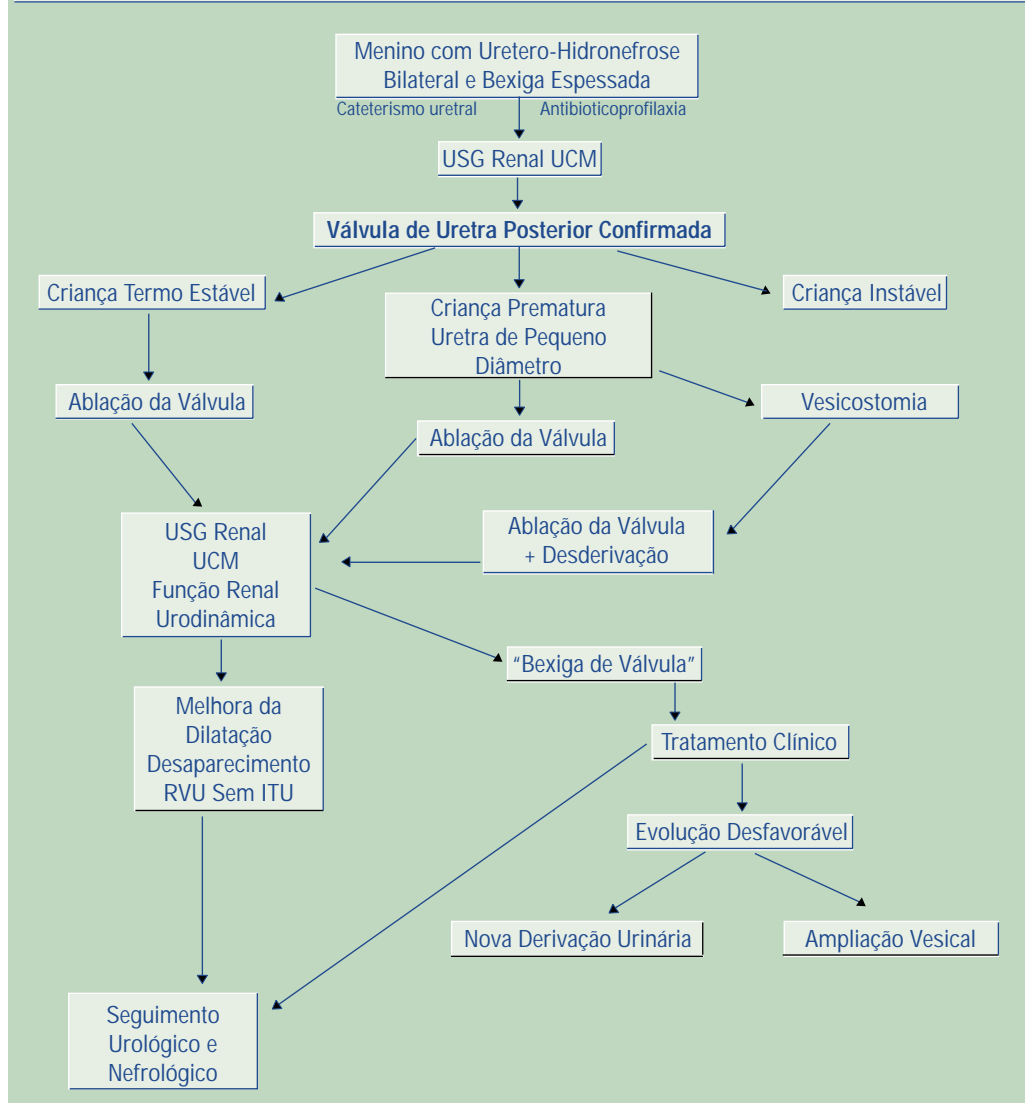 Menino com Uretero-Hidronefrose
Bilateral e Bexiga Espessada
Cateterismo uretral
Antibioticoprofilaxia
USG Renal UCM
Válvula de Uretra Posterior Confirmada
Criança Termo Estável
Criança Prematura
Uretra de Pequeno
Diâmetro
Criança Instável
Ablação da Válvula
Ablação da Válvula
Vesicostomia
USG Renal
UCM
Função Renal
Urodinâmica
Ablação da Válvula
+ Desderivação
"Bexiga de Válvula"
Melhora da
Dilatação
Desaparecimento
RVU Sem ITU
Tratamento Clínico
Evolução Desfavorável
Nova Derivação Urinária
Ampliação Vesical
Seguimento
Urológico e
Nefrológico